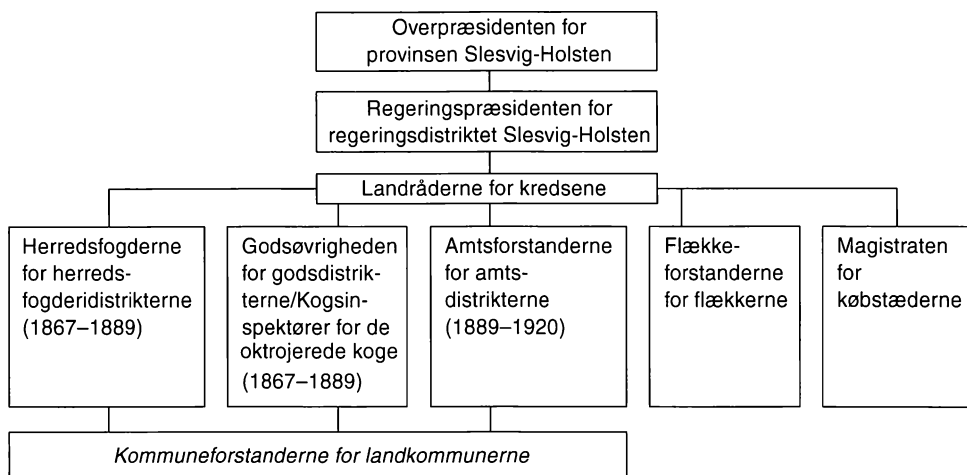 Overpræsidenten for
provinsen Slesvig-Holsten
Regeringspræsidenten for
regeringsdistriktet Slesvig-Holsten
Landråderne for kredsene
Herredsfogderne
for herreds-
fogderidistrikterne
(1867–1889)
Godsøvrigheden
for godsdistrik-
terne/Kogsin-
spektører for de
oktrojerede koge
(1867–1889)
Amtsforstanderne
for amts-
distrikterne
(1889–1920)
Flække-
forstanderne
for flækkerne
Magistraten
for
købstæderne
Kommuneforstanderne for landkommunerne